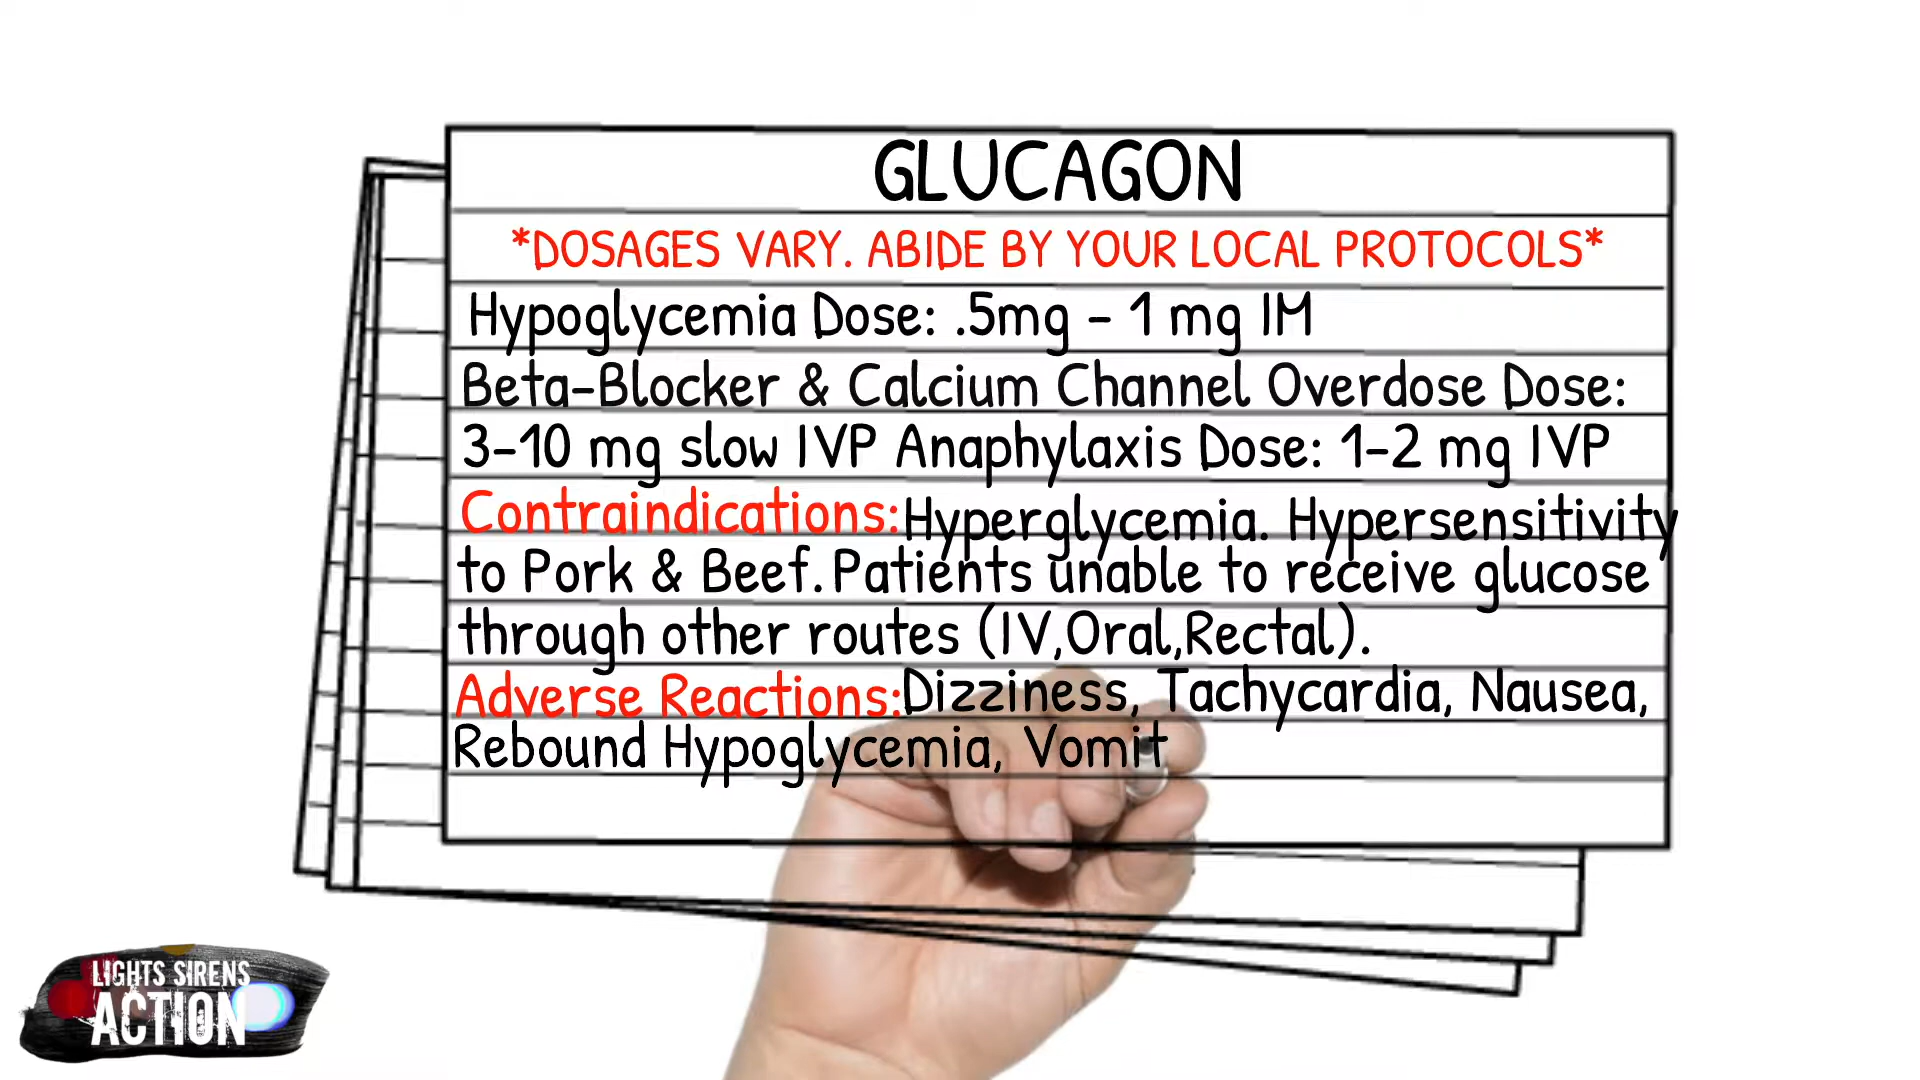 GLUCAGON
*DOSAGES VARY. ABIDE BY YOUR LOCAL PROTOCOLS*
Hypoglycemia Dose: .5mg - 1 mg IM
Beta-Blocker & Calcium Channel Overdose Dose:
3-10 mg slow IVP Anaphylaxis Dose: 1-2 mg IVP
Contraindications: Hyperglycemia. Hypersensitivity
to Pork & Beef. Patients unable to receive glucose
through other routes (IV,Oral,Rectal).
Adverse Reactions: Dizziness, Tachycardia, Nausea,
Rebound Hypoglycemia, Vomit
LIGHTS SIRENS
ACTION